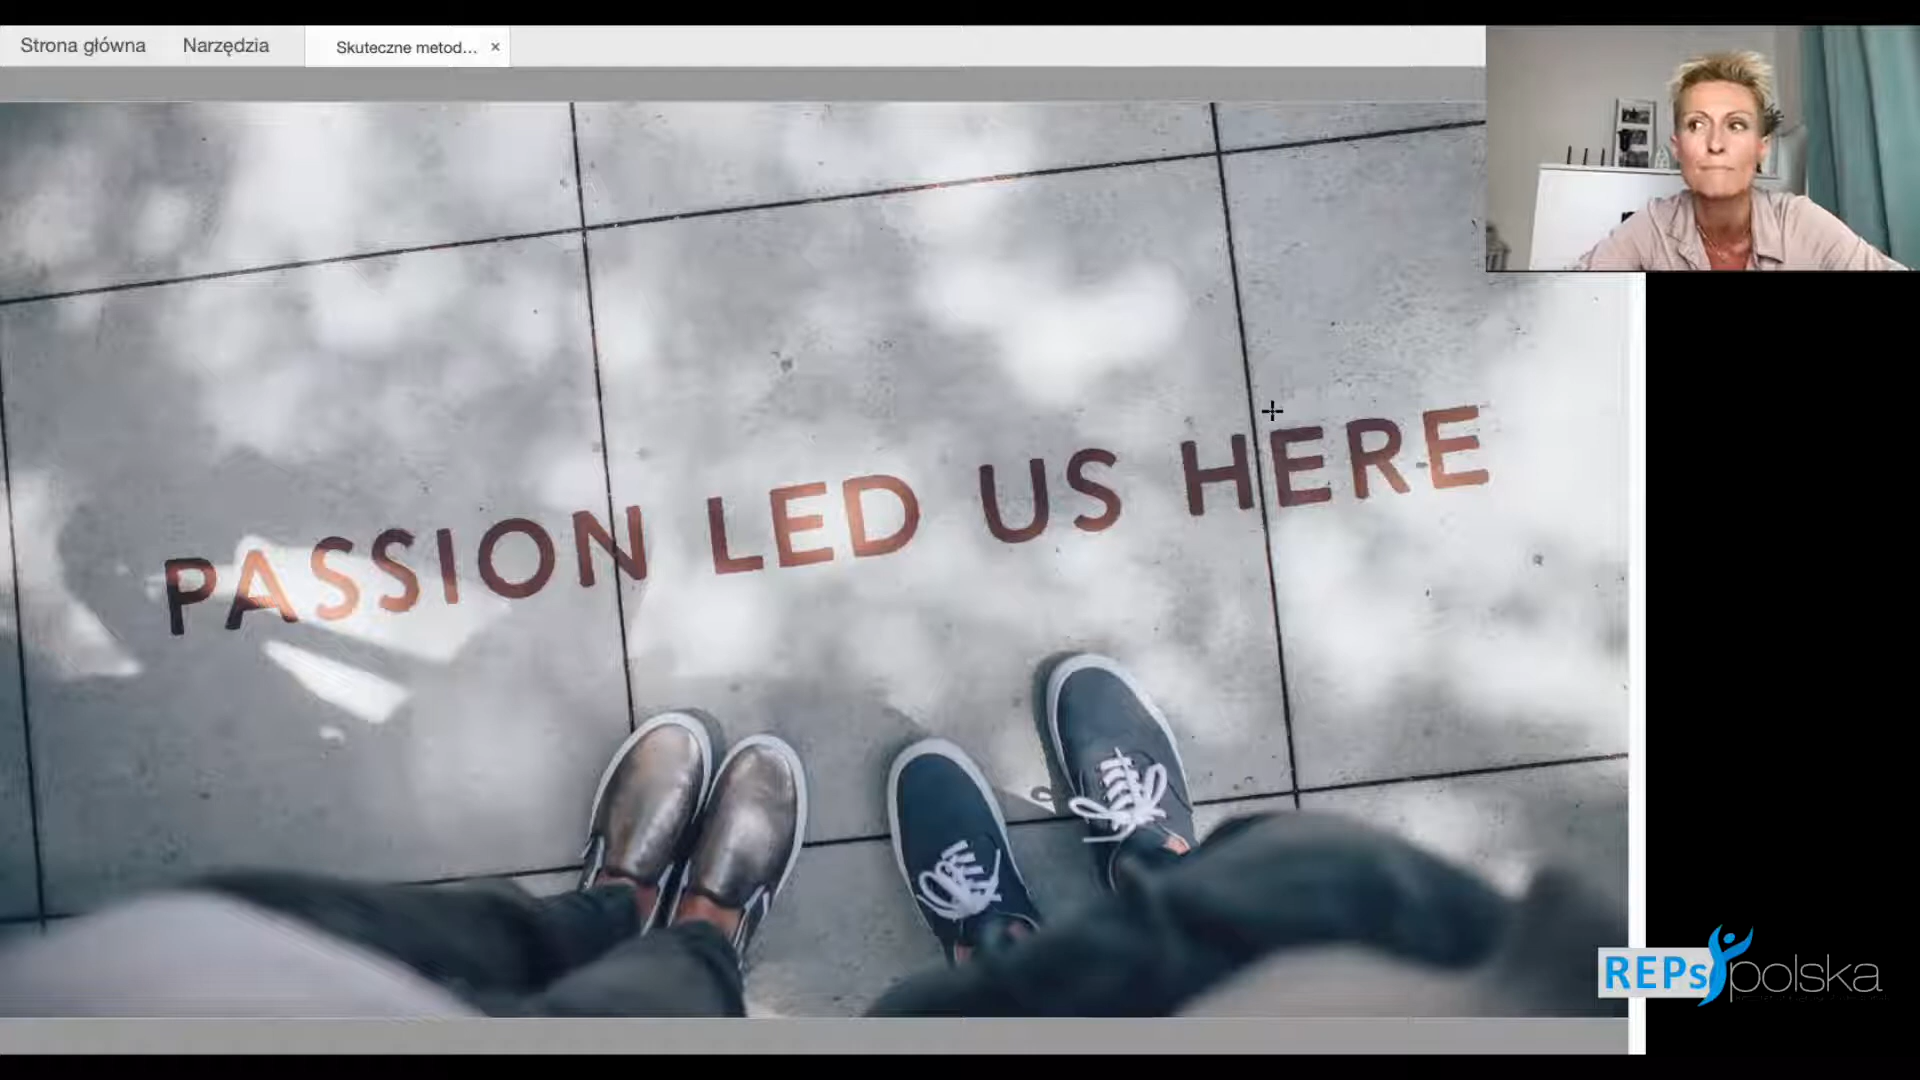 Strona główna
Narzędzia
Skuteczne metod... ×
PASSION LED US HERE
REPs polska